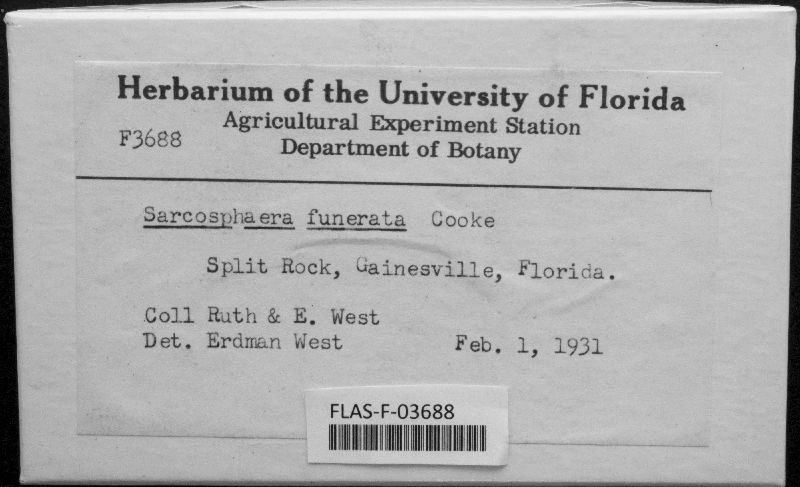 Herbarium of the University of Florida
Agricultural Experiment Station
F3688
Department of Botany
Sarcosphaera funerata Cooke
Split Rock, Gainesville, Florida.
Coll Ruth & E. West
Det. Erdman West Feb. 1, 1931
FLAS-F-03688